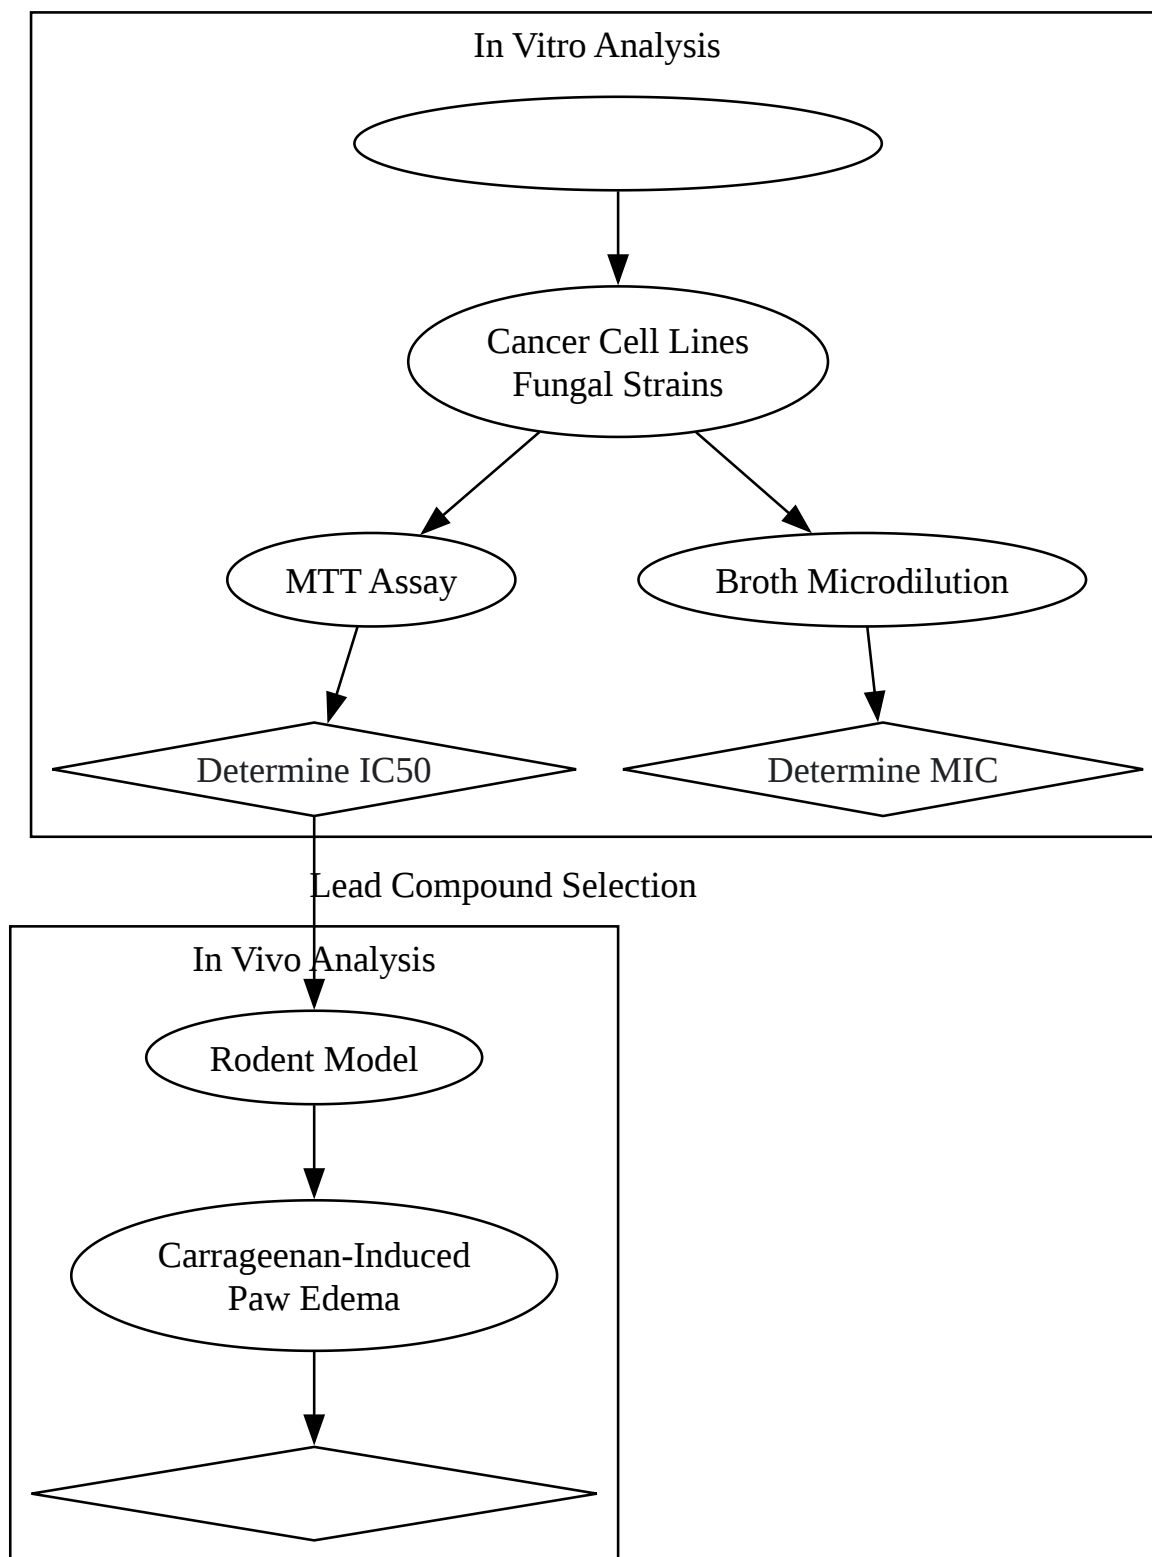 In Vitro Analysis
Cancer Cell Lines
Fungal Strains
MTT Assay
Broth Microdilution
Determine IC50
Determine MIC
Lead Compound Selection
In Vivo Analysis
Rodent Model
Carrageenan-Induced
Paw Edema